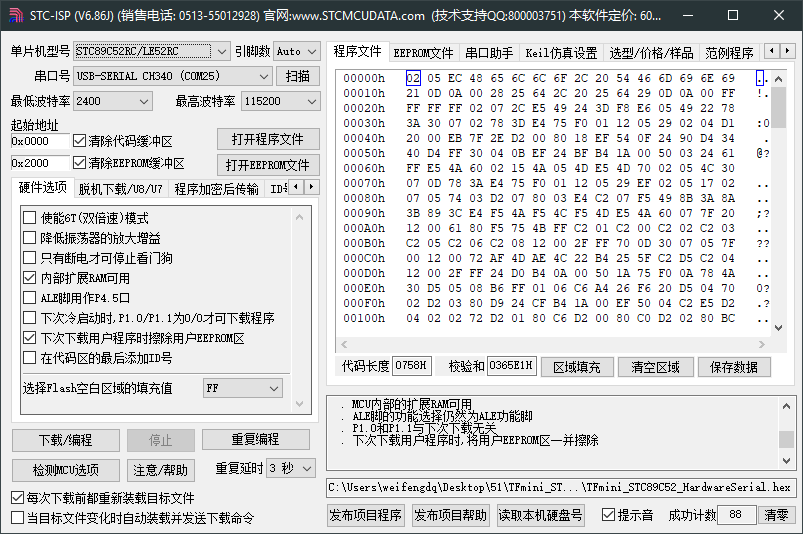 STC-ISP (V6.86J) (销售电话: 0513-55012928) 官网:www.STCMCUDATA.com  (技术支持QQ:800003751) 本软件定价: 60...
单片机型号 STC89C52RC/LE52RC 引脚数 Auto
串口号 USB-SERIAL CH340 (COM25) 扫描
最低波特率 2400 最高波特率 115200
起始地址
0x0000 清除代码缓冲区 打开程序文件
0x2000 清除EEPROM缓冲区 打开EEPROM文件
硬件选项 脱机下载/U8/U7 程序加密后传输 ID号
使能6T(双倍速)模式
降低振荡器的放大增益
只有断电才可停止看门狗
内部扩展RAM可用
ALE脚用作P4.5口
下次冷启动时,P1.0/P1.1为0/0才可下载程序
下次下载用户程序时擦除用户EEPROM区
在代码区的最后添加ID号
选择Flash空白区域的填充值 FF
下载/编程 停止 重复编程
检测MCU选项 注意/帮助 重复延时 3 秒
每次下载前都重新装载目标文件
当目标文件变化时自动装载并发送下载命令
程序文件 EEPROM文件 串口助手 Keil仿真设置 选型/价格/样品 范例程序
00000h 02 05 EC 48 65 6C 6C 6F 2C 20 54 46 6D 69 6E 69 ..
00010h 21 0D 0A 00 28 25 64 2C 20 25 64 29 0D 0A 00 FF !.
00020h FF FF FF 02 07 2C E5 49 24 3D F8 E6 05 49 22 78
00030h 3A 30 07 02 78 3D E4 75 F0 01 12 05 29 02 04 D1 :0
00040h 20 00 EB 7F 2E D2 00 80 18 EF 54 0F 24 90 D4 34
00050h 40 D4 FF 30 04 0B EF 24 BF B4 1A 00 50 03 24 61 @?
00060h FF E5 4A 60 02 15 4A 05 4D E5 4D 70 02 05 4C 30
00070h 07 0D 78 3A E4 75 F0 01 12 05 29 EF 02 05 17 02 ..
00080h 07 05 74 03 D2 07 80 03 E4 C2 07 F5 49 8B 3A 8A ..
00090h 3B 89 3C E4 F5 4A F5 4C F5 4D E5 4A 60 07 7F 20 ;?
000A0h 12 00 61 80 F5 75 4B FF C2 01 C2 00 C2 02 C2 03 ..
000B0h C2 05 C2 06 C2 08 12 00 2F FF 70 0D 30 07 05 7F ??
000C0h 00 12 00 72 AF 4D AE 4C 22 B4 25 5F C2 D5 C2 04 ..
000D0h 12 00 2F FF 24 D0 B4 0A 00 50 1A 75 F0 0A 78 4A ..
000E0h 30 D5 05 08 B6 FF 01 06 C6 A4 26 F6 20 D5 04 70 0?
000F0h 02 D2 03 80 D9 24 CF B4 1A 00 EF 50 04 C2 E5 D2 .?
00100h 04 02 02 72 D2 01 80 C6 D2 00 80 C0 D2 02 80 BC ..
代码长度 0758H 校验和 0365E1H 区域填充 清空区域 保存数据
. MCU内部的扩展RAM可用
. ALE脚的功能选择仍然为ALE功能脚
. P1.0和P1.1与下次下载无关
. 下次下载用户程序时,将用户EEPROM区一并擦除
C:\Users\weifengdq\Desktop\51\TFmini_ST...\TFmini_STC89C52_HardwareSerial.hex
发布项目程序 发布项目帮助 读取本机硬盘号 提示音 成功计数 88 清零